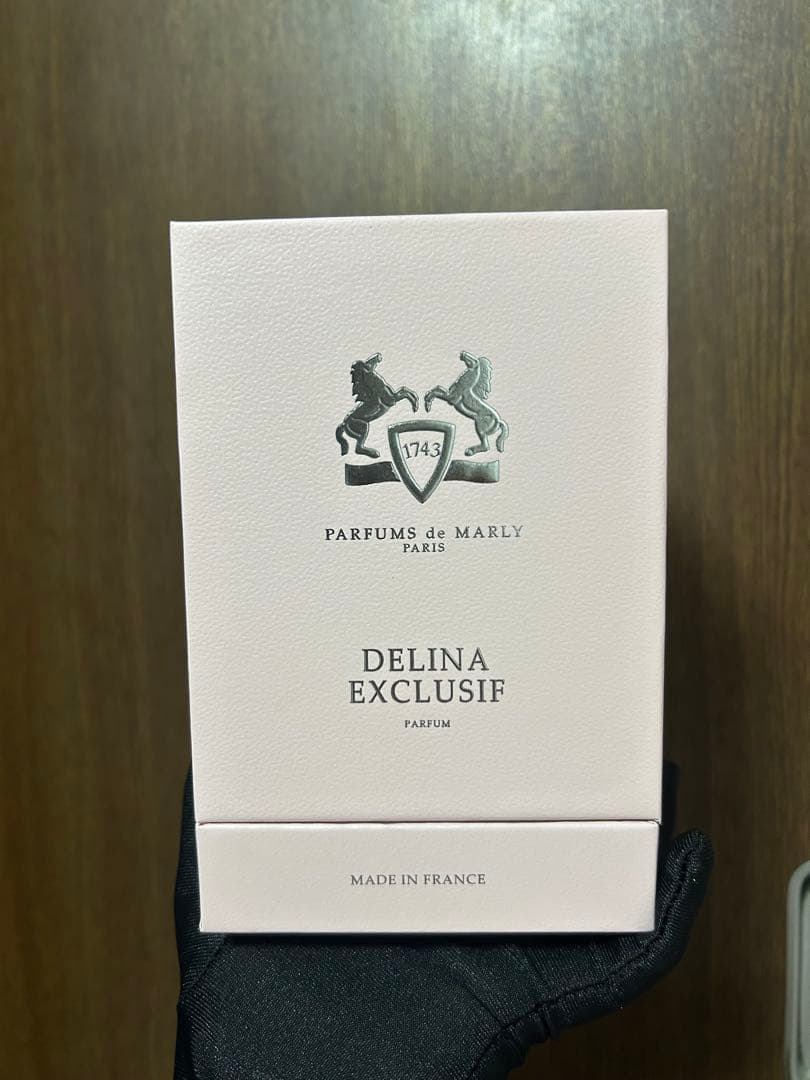 1743
PARFUMS de MARLY
PARIS
DELINA
EXCLUSIF
PARFUM
MADE IN FRANCE